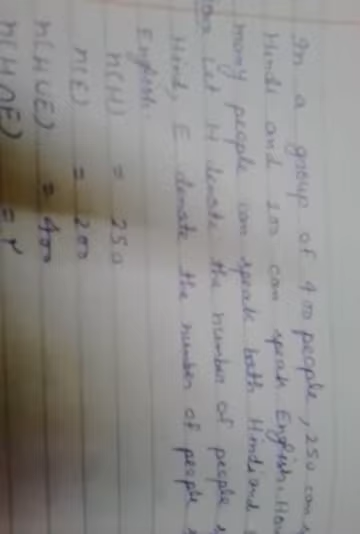 In a group of 400 people, 250 can
Hindi and 200 can speak English. How
many people can speak both Hindi and
Let H denote the number of people
Hindi, E denote the number of people
English.
n(H) = 250
n(E) = 200
n(HUE) = 400
n(H∩E) = ?